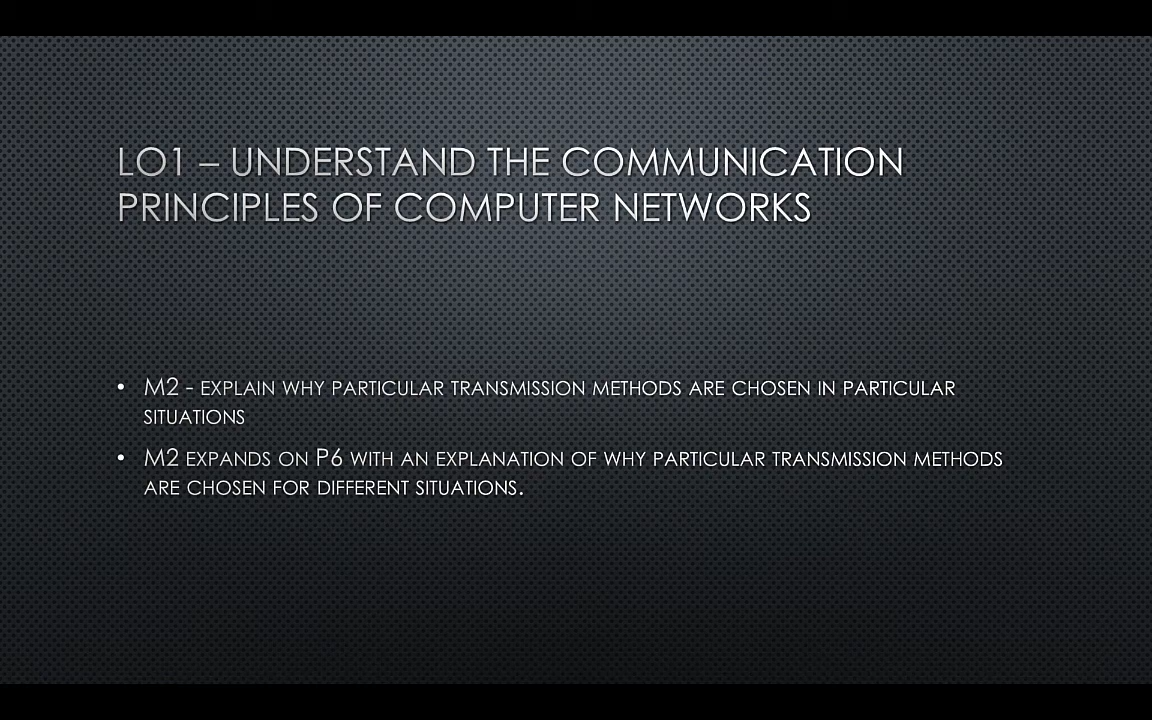 LO1 – UNDERSTAND THE COMMUNICATION
PRINCIPLES OF COMPUTER NETWORKS
• M2 - EXPLAIN WHY PARTICULAR TRANSMISSION METHODS ARE CHOSEN IN PARTICULAR
SITUATIONS
• M2 EXPANDS ON P6 WITH AN EXPLANATION OF WHY PARTICULAR TRANSMISSION METHODS
ARE CHOSEN FOR DIFFERENT SITUATIONS.